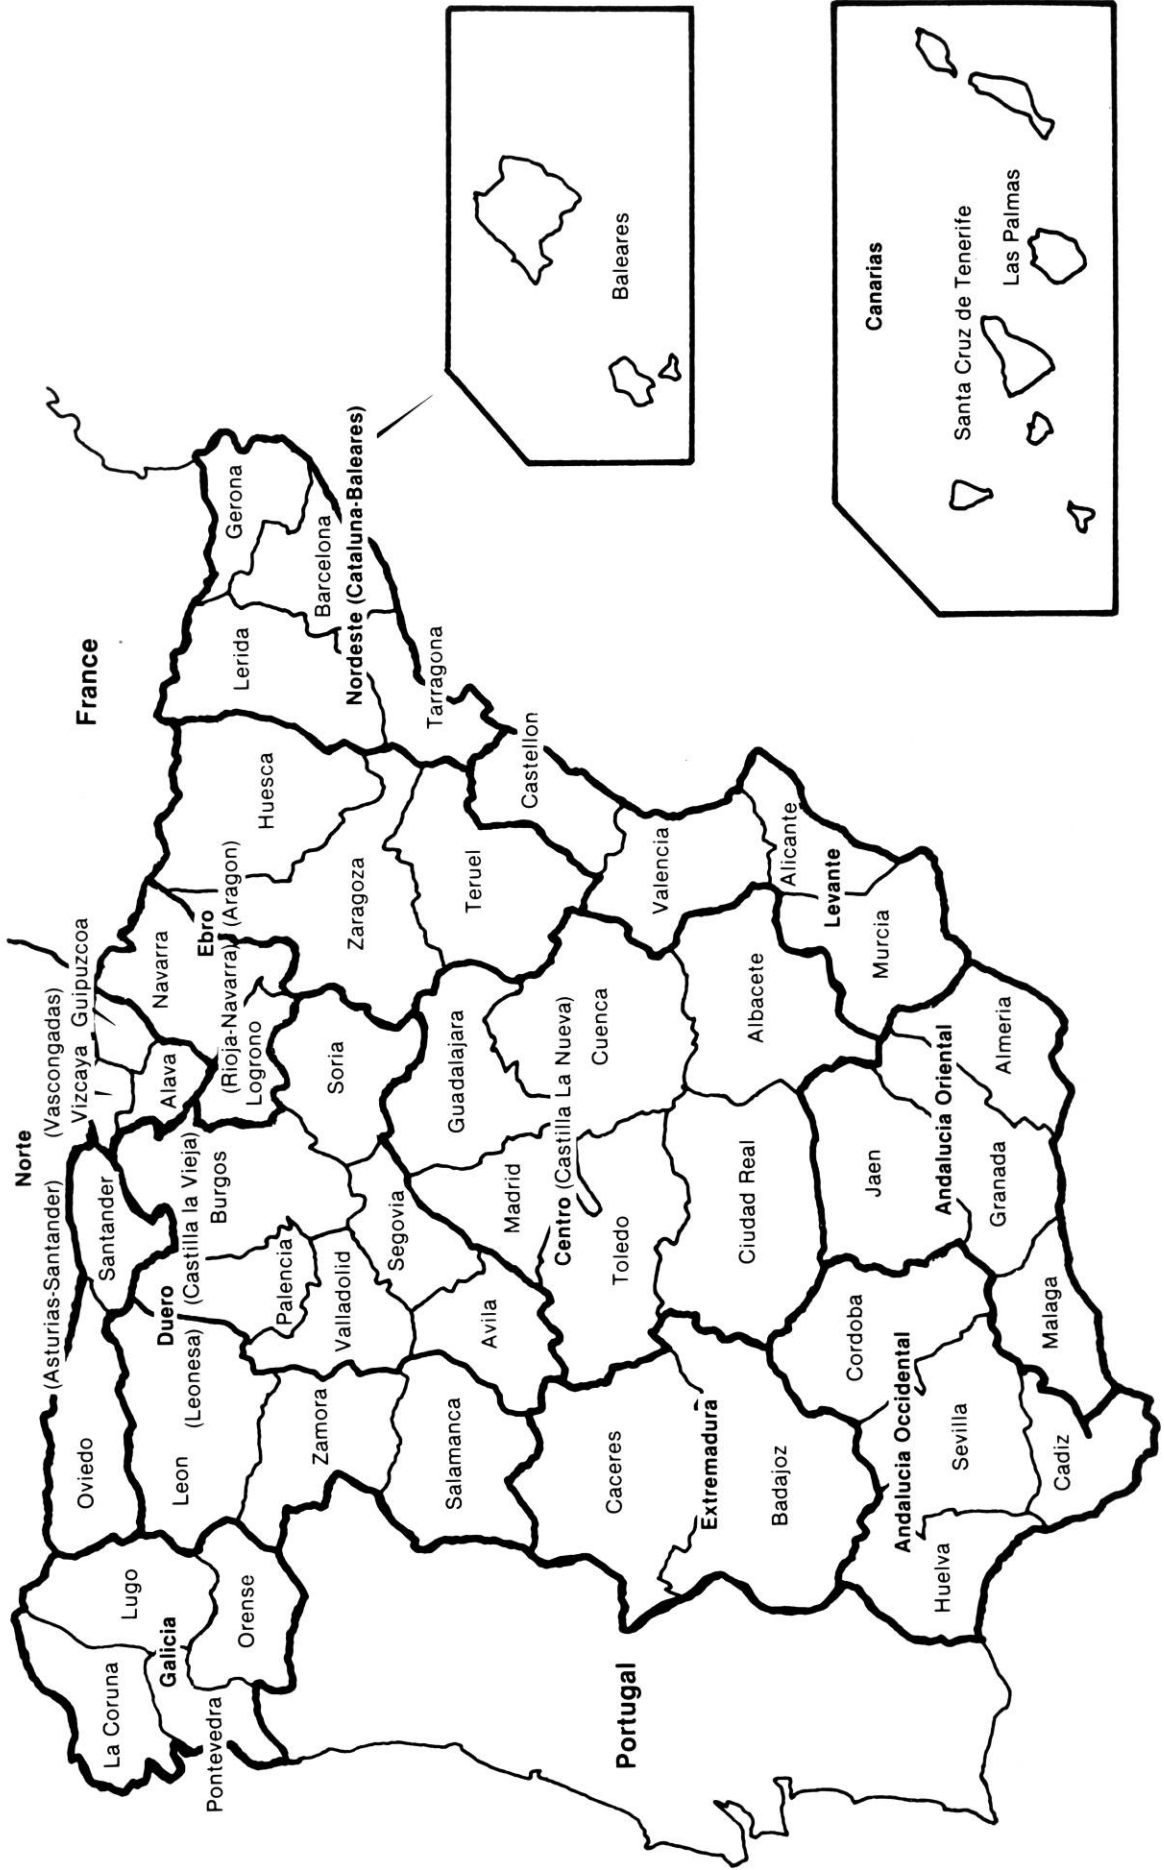 Norte
(Asturias-Santander)
(Vascongadas)
Vizcaya
Guipuzcoa
France
Oviedo
Santander
Alava
Navarra
La Coruna
Lugo
Galicia
Pontevedra
Orense
Leon
(Leonesa)
Duero
(Castilla la Vieja)
Burgos
(Rioja-Navarra)
Logrono
Ebro
(Aragon)
Huesca
Lerida
Gerona
Palencia
Zamora
Valladolid
Soria
Zaragoza
Barcelona
Nordeste (Cataluna-Baleares)
Segovia
Salamanca
Avila
Guadalajara
Teruel
Tarragona
Madrid
Centro (Castilla La Nueva)
Castellon
Caceres
Toledo
Cuenca
Portugal
Valencia
Baleares
Extremadura
Badajoz
Ciudad Real
Albacete
Alicante
Levante
Cordoba
Jaen
Murcia
Andalucia Occidental
Andalucia Oriental
Huelva
Sevilla
Granada
Almeria
Cadiz
Malaga
Canarias
Santa Cruz de Tenerife
Las Palmas